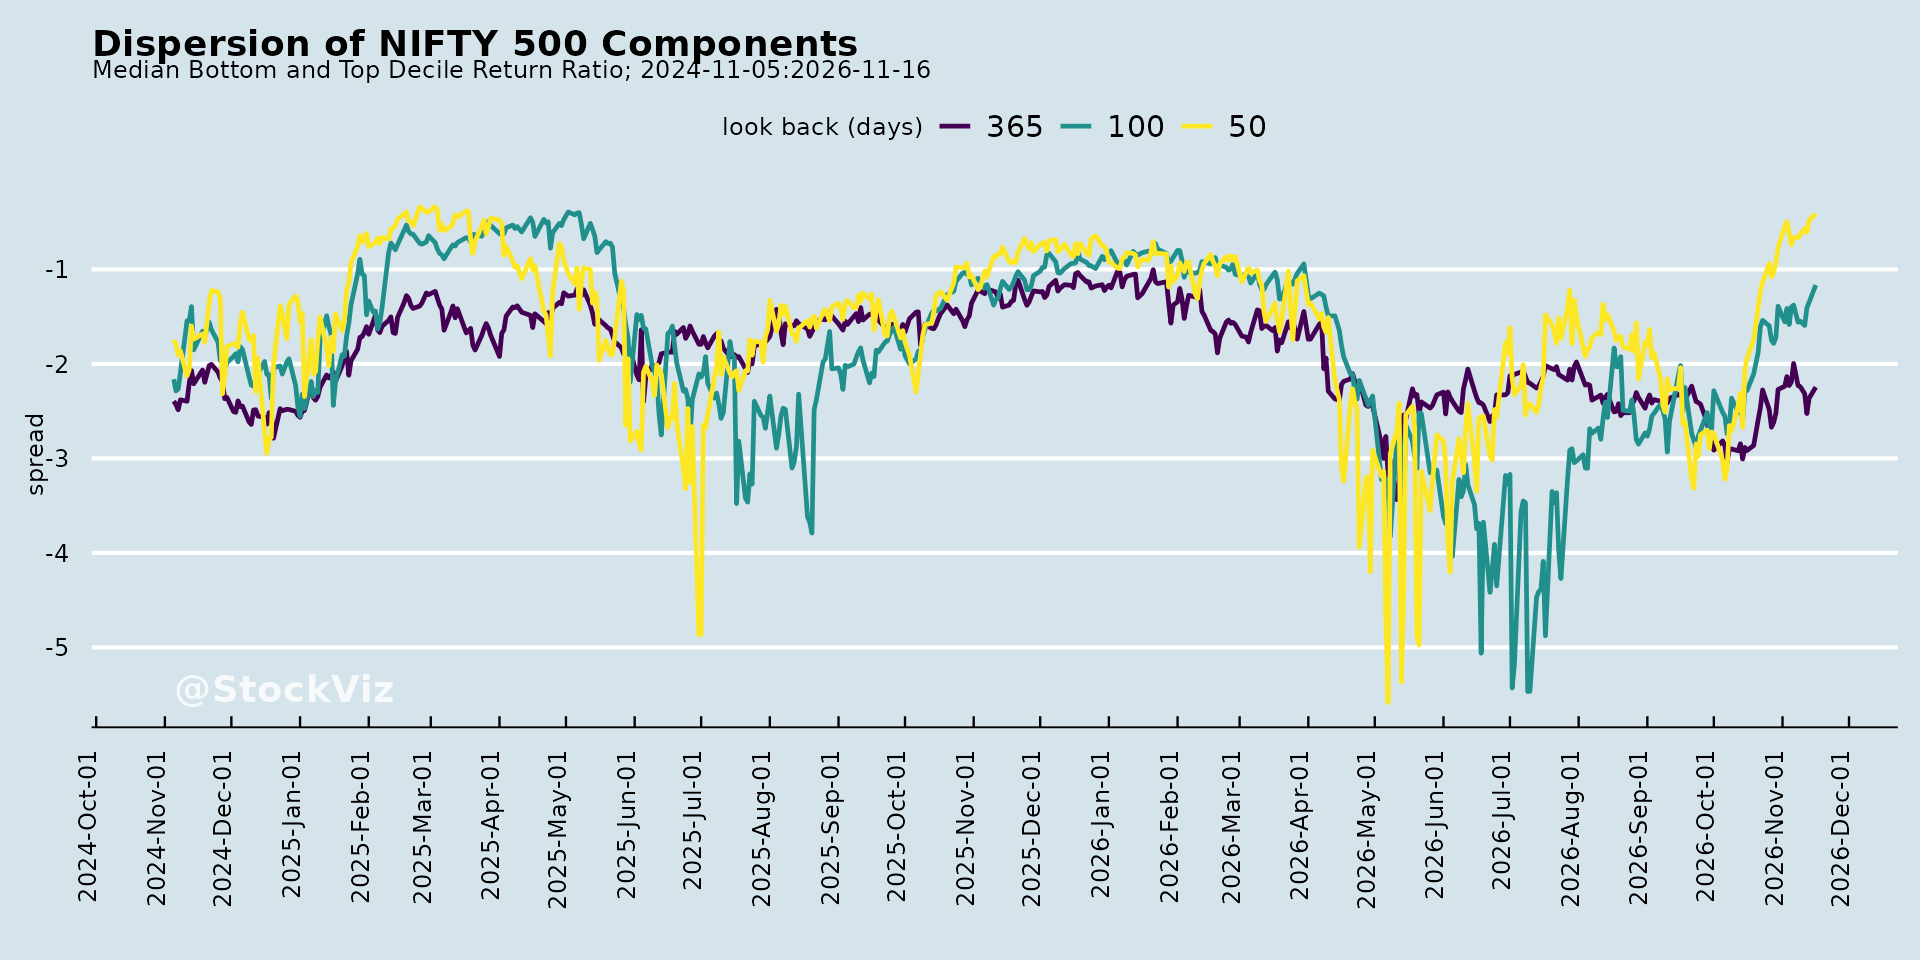 Dispersion of NIFTY 500 Components
Median Bottom and Top Decile Return Ratio; 2024-11-05:2026-11-16
look back (days) 365 100 50
spread
-1
-2
-3
-4
-5
@StockViz
2024-Oct-01
2024-Nov-01
2024-Dec-01
2025-Jan-01
2025-Feb-01
2025-Mar-01
2025-Apr-01
2025-May-01
2025-Jun-01
2025-Jul-01
2025-Aug-01
2025-Sep-01
2025-Oct-01
2025-Nov-01
2025-Dec-01
2026-Jan-01
2026-Feb-01
2026-Mar-01
2026-Apr-01
2026-May-01
2026-Jun-01
2026-Jul-01
2026-Aug-01
2026-Sep-01
2026-Oct-01
2026-Nov-01
2026-Dec-01